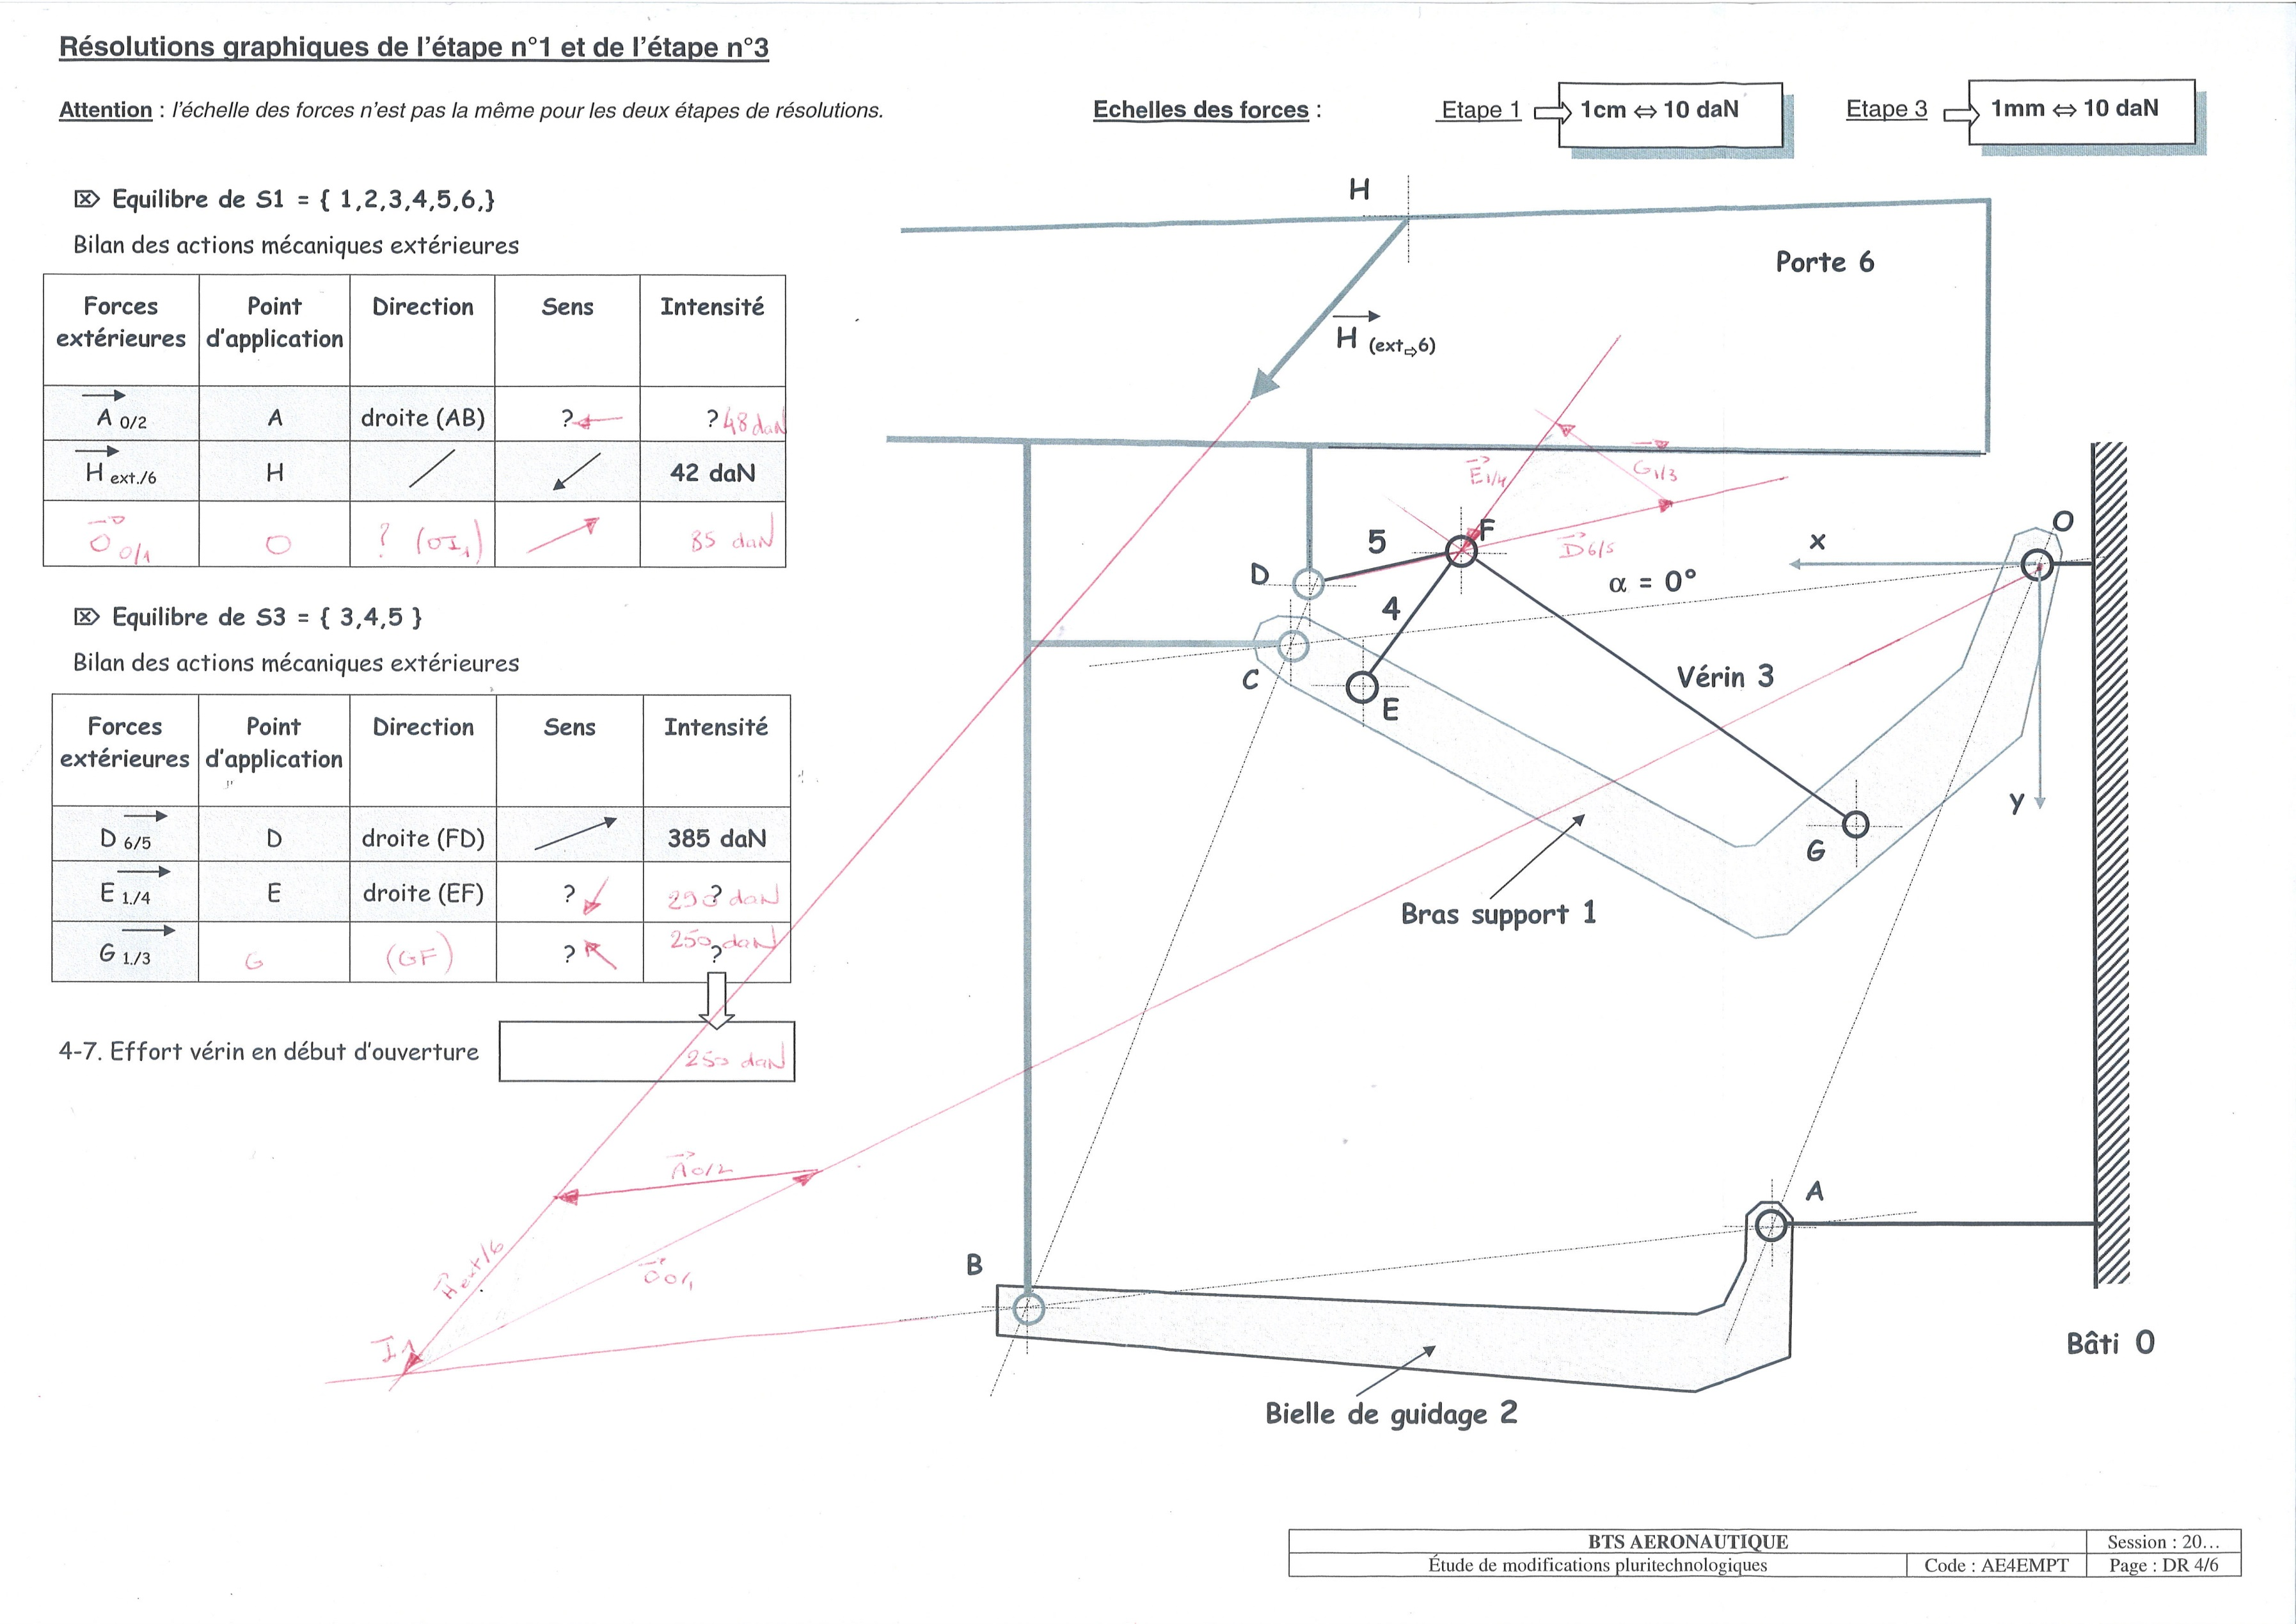 Résolutions graphiques de l'étape n°1 et de l'étape n°3
Attention : l'échelle des forces n'est pas la même pour les deux étapes de résolutions.
Echelles des forces :
Etape 1
1cm ⇔ 10 daN
Etape 3
1mm ⇔ 10 daN
Equilibre de S1 = { 1,2,3,4,5,6,}
Bilan des actions mécaniques extérieures
Forces extérieures Point d'application Direction Sens Intensité
A 0/2 A droite (AB) ? ? 48 daN
H ext./6 H 42 daN
O 0/1 O ? (OI1) 35 daN
Equilibre de S3 = { 3,4,5 }
Bilan des actions mécaniques extérieures
Forces extérieures Point d'application Direction Sens Intensité
D 6/5 D droite (FD) 385 daN
E 1./4 E droite (EF) ? ? daN
G 1./3 G (GF) ? 250 daN ?
4-7. Effort vérin en début d'ouverture
250 daN
H
Porte 6
H (ext⇨6)
E1/4
G1/3
D6/5
F
5
D
4
α = 0°
x
O
C
E
Vérin 3
y
G
Bras support 1
A0/2
Hext/6
O0/1
I1
B
A
Bâti 0
Bielle de guidage 2
BTS AERONAUTIQUE
Session : 20...
Étude de modifications pluritechnologiques
Code : AE4EMPT
Page : DR 4/6